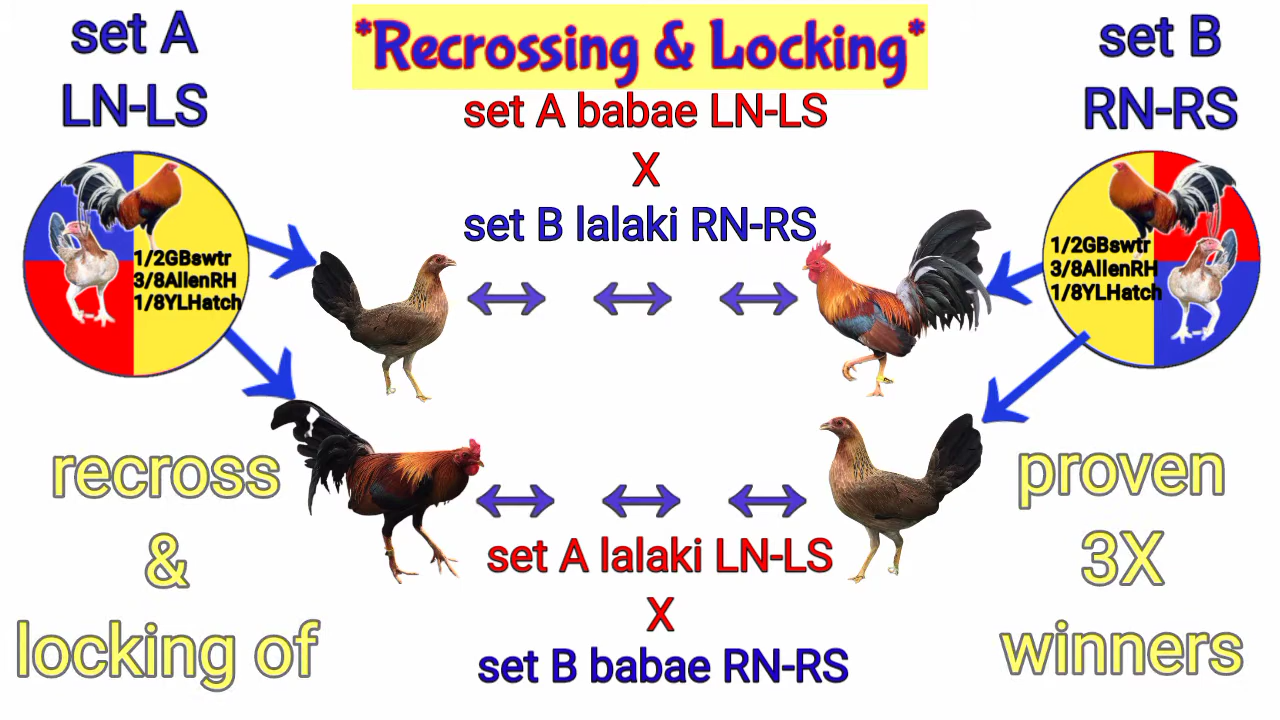 set A
LN-LS
*Recrossing & Locking*
set B
RN-RS
set A babae LN-LS
X
set B lalaki RN-RS
1/2GBswtr
3/8AllenRH
1/8YLHatch
1/2GBswtr
3/8AllenRH
1/8YLHatch
recross
&
locking of
proven
3X
winners
set A lalaki LN-LS
X
set B babae RN-RS